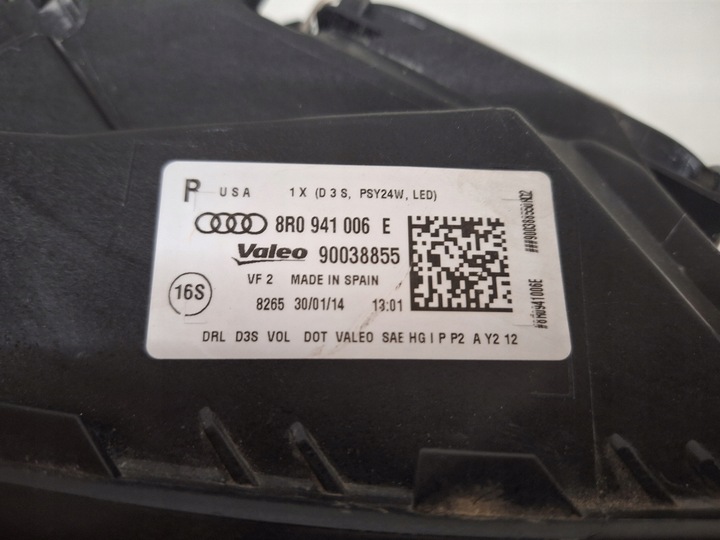 R USA 1 X (D3S, PSY24W, LED)
8R0 941 006 E
Valeo 90038855
VF 2 MADE IN SPAIN
16S
8265 30/01/14 13:01
DRL D3S VOL DOT VALEO SAE HG I P P2 A Y2 12